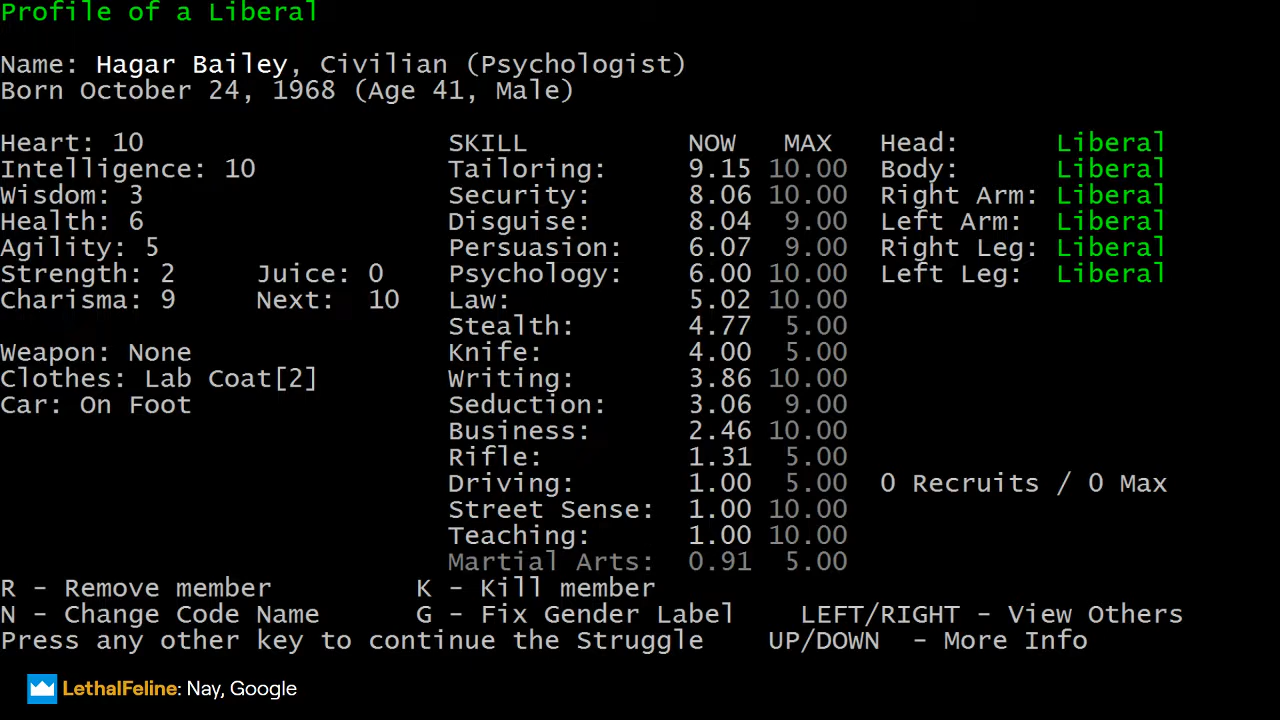 Profile of a Liberal
Name: Hagar Bailey, Civilian (Psychologist)
Born October 24, 1968 (Age 41, Male)
Heart: 10 SKILL NOW MAX Head: Liberal
Intelligence: 10 Tailoring: 9.15 10.00 Body: Liberal
Wisdom: 3 Security: 8.06 10.00 Right Arm: Liberal
Health: 6 Disguise: 8.04 9.00 Left Arm: Liberal
Agility: 5 Persuasion: 6.07 9.00 Right Leg: Liberal
Strength: 2 Juice: 0 Psychology: 6.00 10.00 Left Leg: Liberal
Charisma: 9 Next: 10 Law: 5.02 10.00
Stealth: 4.77 5.00
Weapon: None Knife: 4.00 5.00
Clothes: Lab Coat[2] Writing: 3.86 10.00
Car: On Foot Seduction: 3.06 9.00
Business: 2.46 10.00
Rifle: 1.31 5.00
Driving: 1.00 5.00 0 Recruits / 0 Max
Street Sense: 1.00 10.00
Teaching: 1.00 10.00
Martial Arts: 0.91 5.00
R - Remove member K - Kill member
N - Change Code Name G - Fix Gender Label LEFT/RIGHT - View Others
Press any other key to continue the Struggle UP/DOWN - More Info
LethalFeline: Nay, Google